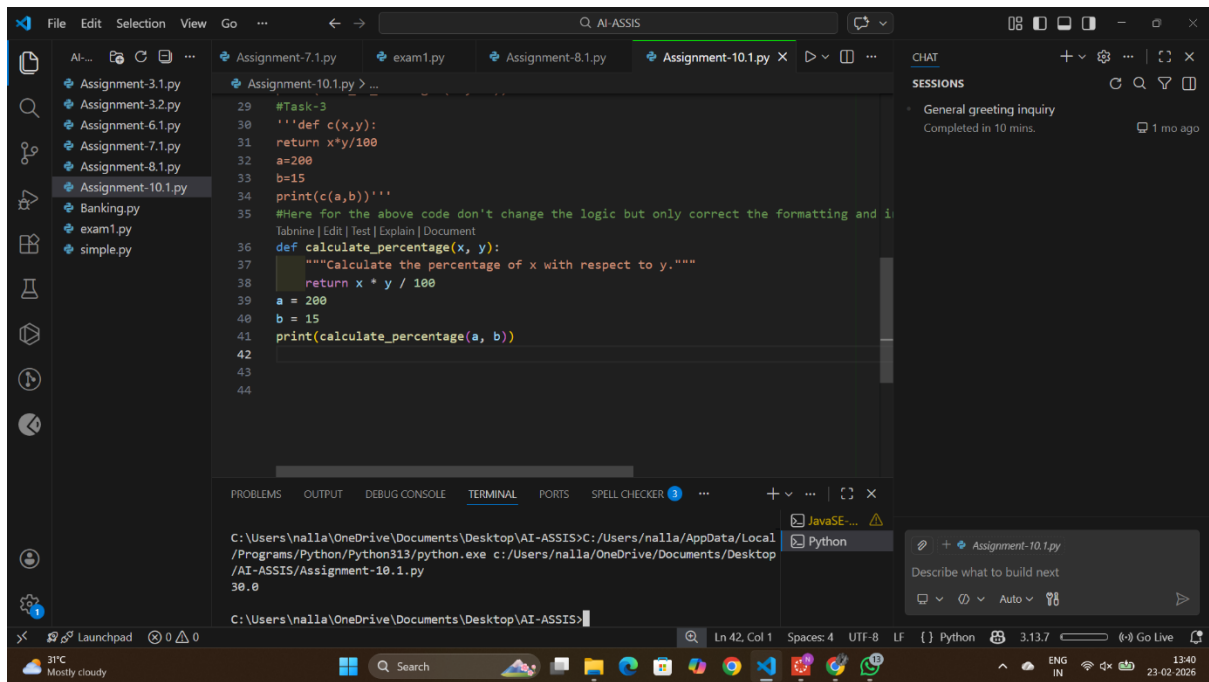 File Edit Selection View Go ··· AI-ASSIS
AI-... ···
Assignment-3.1.py
Assignment-3.2.py
Assignment-6.1.py
Assignment-7.1.py
Assignment-8.1.py
Assignment-10.1.py
Banking.py
exam1.py
simple.py
Assignment-7.1.py exam1.py Assignment-8.1.py Assignment-10.1.py ···
Assignment-10.1.py > ...
29 #Task-3
30 '''def c(x,y):
31 return x*y/100
32 a=200
33 b=15
34 print(c(a,b))'''
35 #Here for the above code don't change the logic but only correct the formatting and
Tabnine | Edit | Test | Explain | Document
36 def calculate_percentage(x, y):
37 """Calculate the percentage of x with respect to y."""
38 return x * y / 100
39 a = 200
40 b = 15
41 print(calculate_percentage(a, b))
42
43
44
PROBLEMS OUTPUT DEBUG CONSOLE TERMINAL PORTS SPELL CHECKER 3 ···
C:\Users\nalla\OneDrive\Documents\Desktop\AI-ASSIS>C:/Users/nalla/AppData/Local
/Programs/Python/Python313/python.exe c:/Users/nalla/OneDrive/Documents/Desktop
/AI-ASSIS/Assignment-10.1.py
30.0
C:\Users\nalla\OneDrive\Documents\Desktop\AI-ASSIS>
JavaSE-...
Python
CHAT
SESSIONS
General greeting inquiry
Completed in 10 mins. 1 mo ago
Assignment-10.1.py
Describe what to build next
Auto
1
Launchpad 0 0 Ln 42, Col 1 Spaces: 4 UTF-8 LF {} Python 3.13.7 Go Live
31°C
Mostly cloudy
Search
13
ENG
IN
13:40
23-02-2026